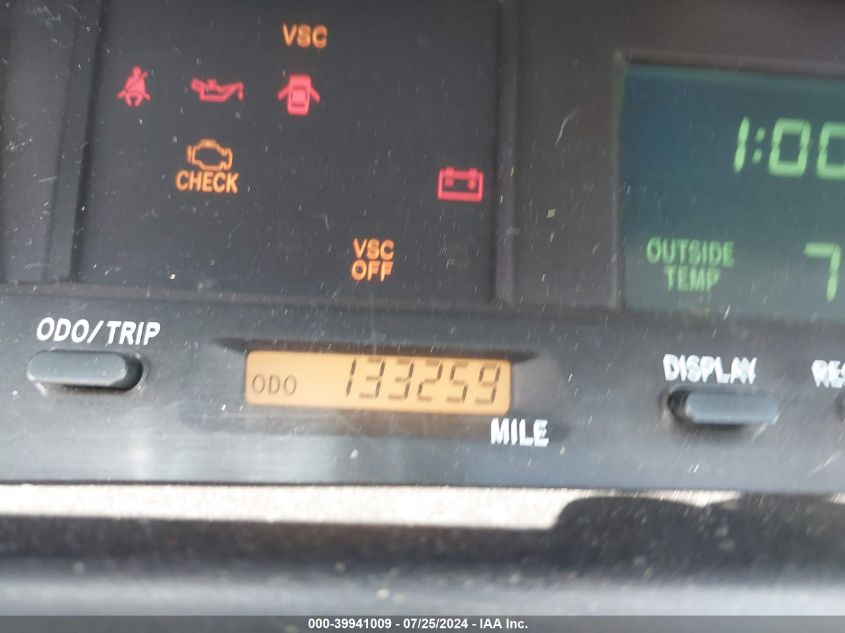 VSC
CHECK
VSC
OFF
1:00
OUTSIDE
TEMP
7
ODO/TRIP
ODO 133259
MILE
DISPLAY
000-39941009 - 07/25/2024 - IAA Inc.